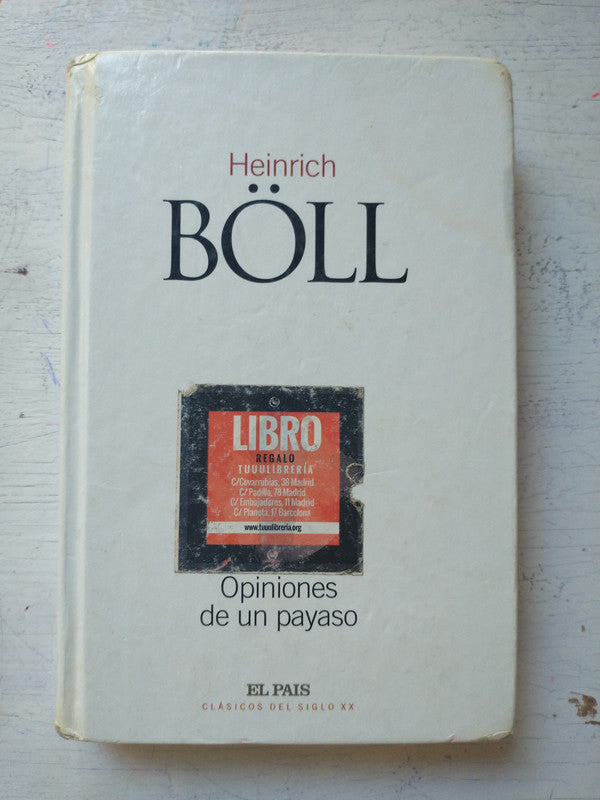 Heinrich
BÖLL
LIBRO
REGALO
TUUULIBRERÍA
C/Covarrubias, 38 Madrid
C/ Padilla, 78 Madrid
C/ Embajadores, 11 Madrid
C/ Planeta, 17 Barcelona
www.tuuulibreria.org
Opiniones
de un payaso
EL PAIS
CLÁSICOS DEL SIGLO XX